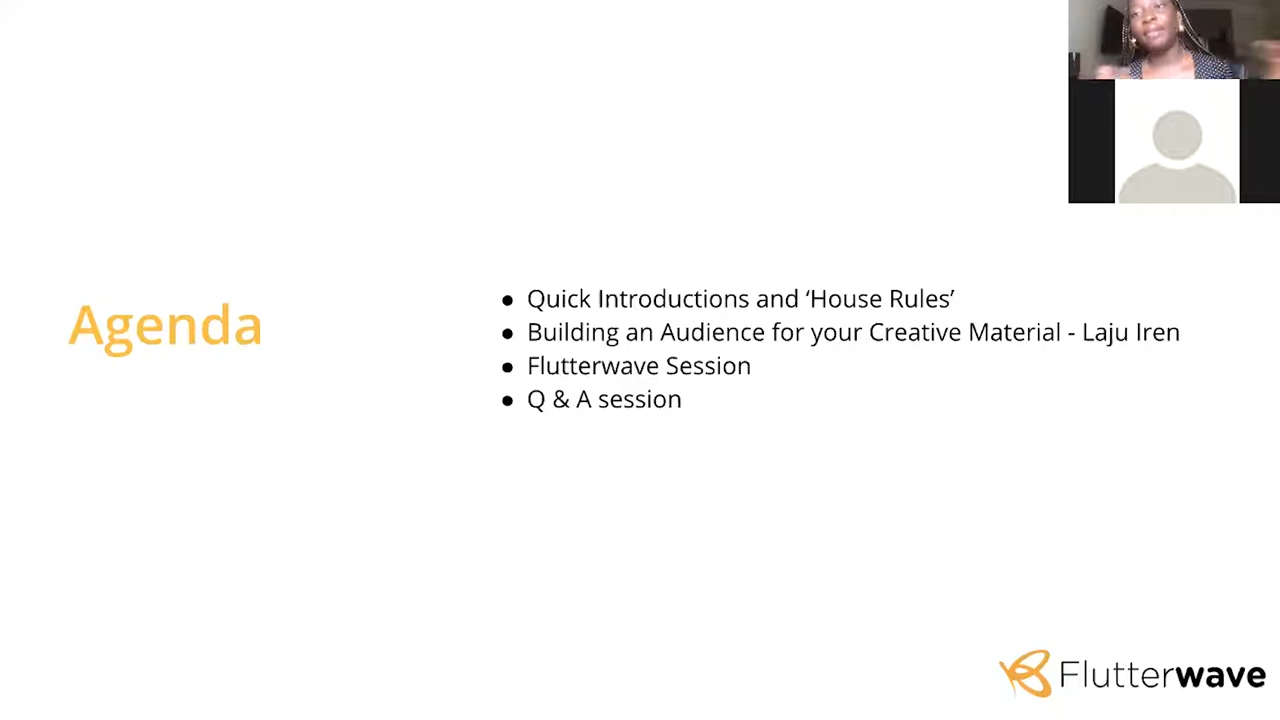 Agenda
Quick Introductions and ‘House Rules’
Building an Audience for your Creative Material - Laju Iren
Flutterwave Session
Q & A session
Flutterwave